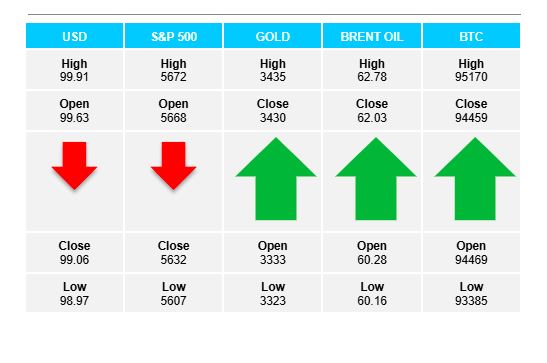 USD S&P 500 GOLD BRENT OIL BTC
High High High High High
99.91 5672 3435 62.78 95170
Open Open Close Close Close
99.63 5668 3430 62.03 94459
Close Close Open Open Open
99.06 5632 3333 60.28 94469
Low Low Low Low Low
98.97 5607 3323 60.16 93385